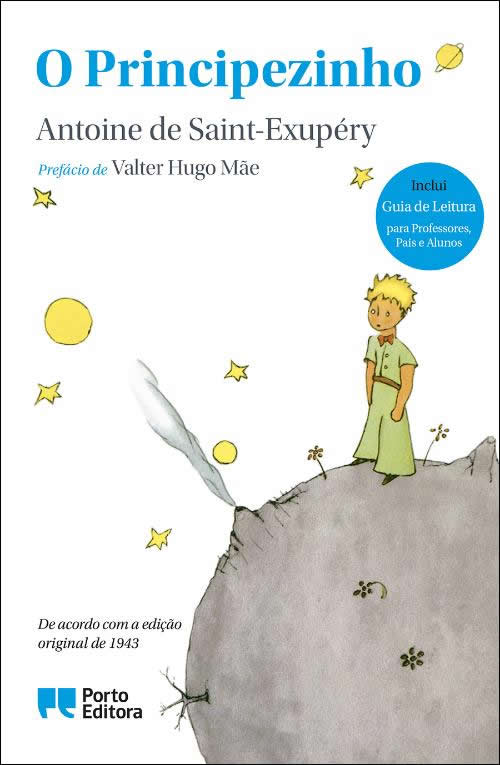 O Principezinho
Antoine de Saint-Exupéry
Prefácio de Valter Hugo Mãe
Inclui
Guia de Leitura
para Professores,
Pais e Alunos
De acordo com a edição
original de 1943
Porto
Editora